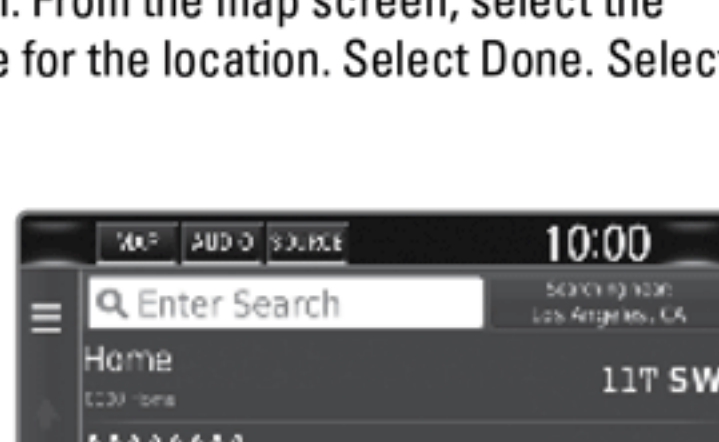 From the map screen, select the
e for the location. Select Done. Select
MAP AUDIO SOURCE 10:00
Enter Search
Searching near:
Los Angeles, CA
Home
11T SW